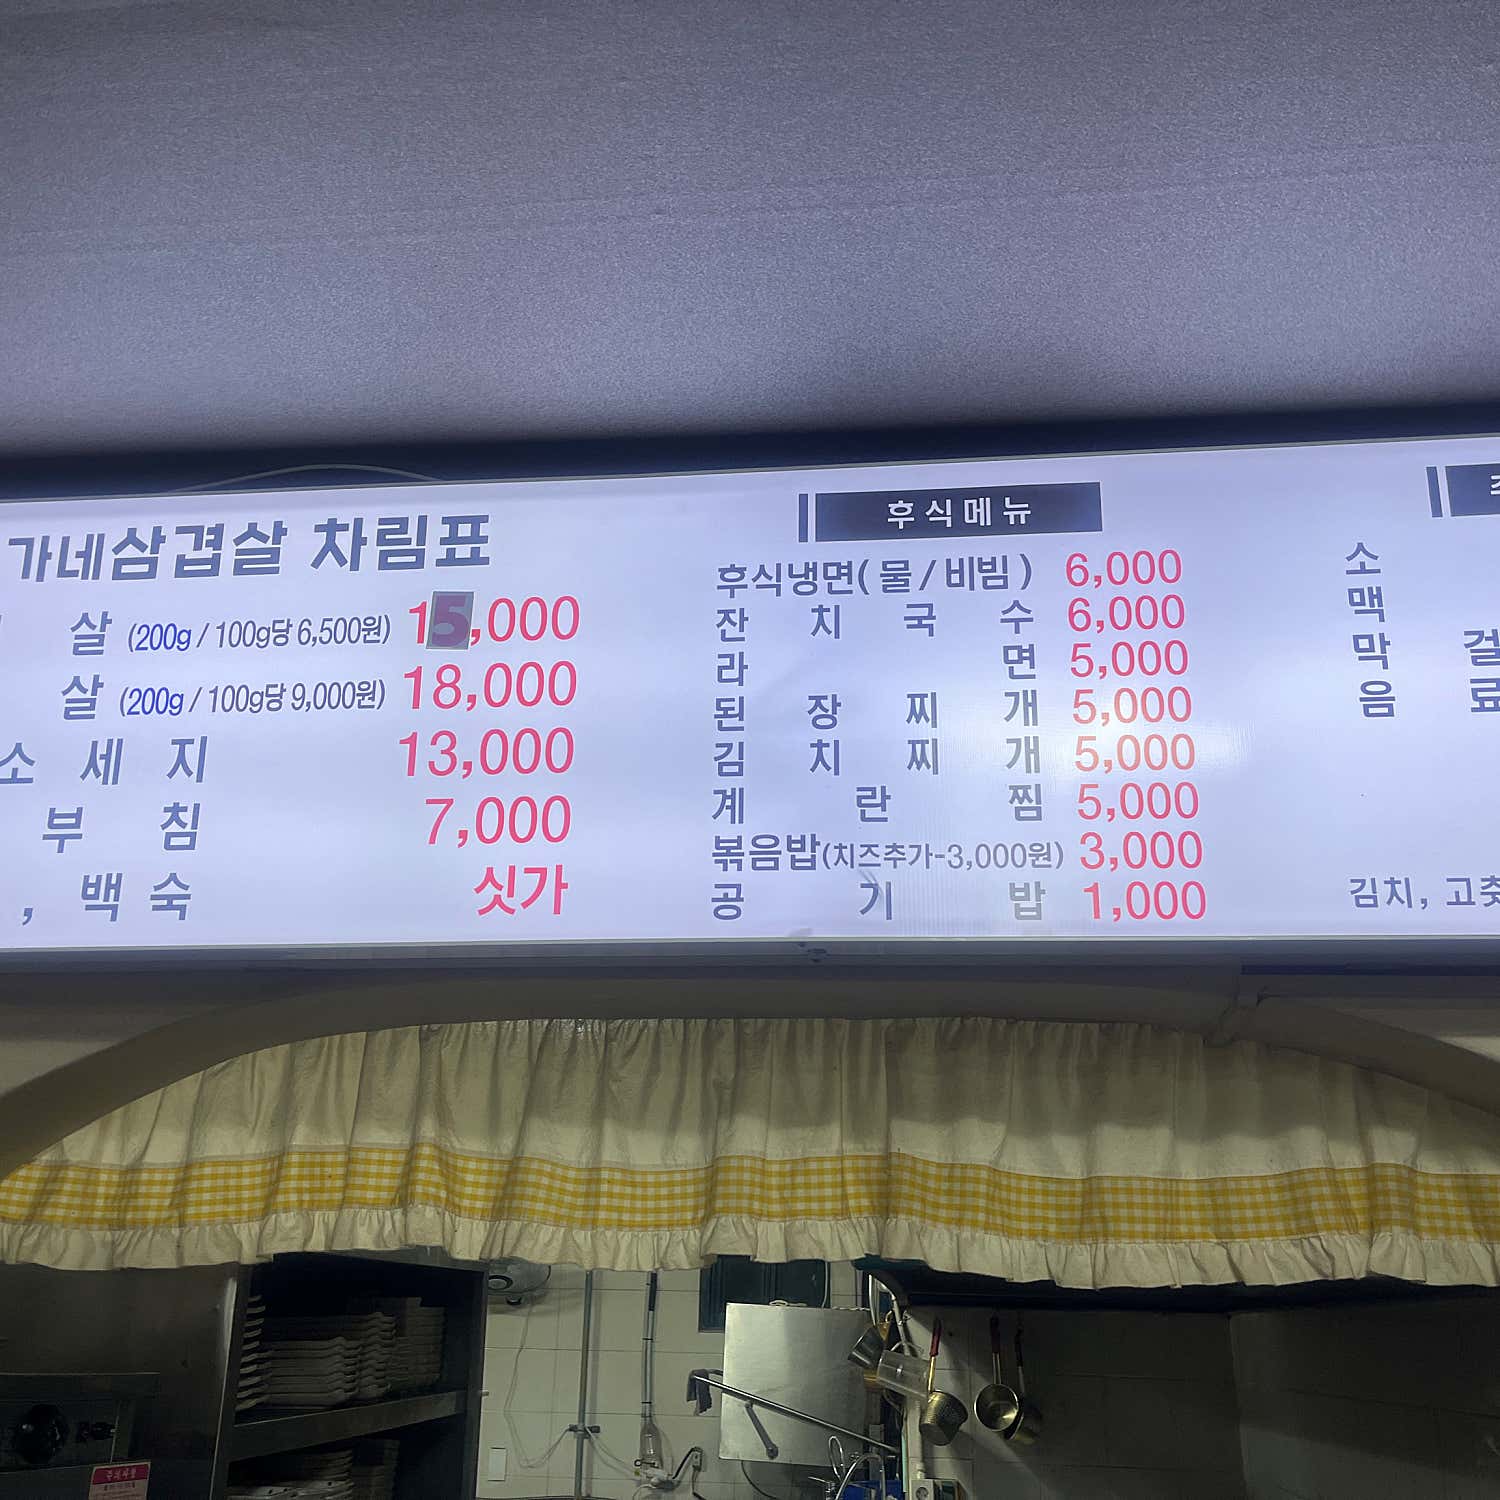 가네삼겹살 차림표
살 (200g / 100g당 6,500원) 15,000
살 (200g / 100g당 9,000원) 18,000
소 세 지 13,000
부 침 7,000
, 백 숙 싯가
후식메뉴
후식냉면( 물 / 비빔 ) 6,000
잔 치 국 수 6,000
라 면 5,000
된 장 찌 개 5,000
김 치 찌 개 5,000
계 란 찜 5,000
볶음밥(치즈추가-3,000원) 3,000
공 기 밥 1,000
소
맥
막 걸
음 료
김치, 고춧